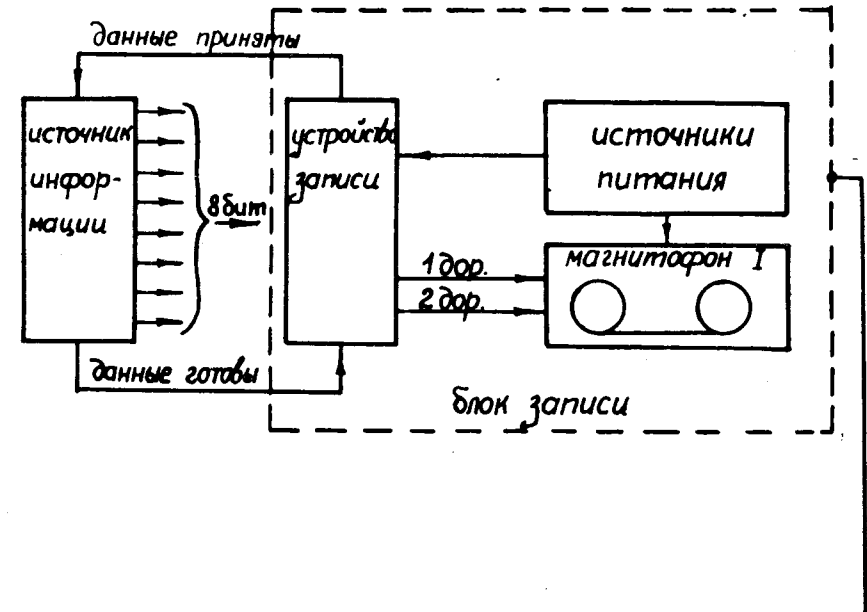 данные приняты
источник
инфор-
мации
8 бит
устройство
записи
источники
питания
1 дор.
2 дор.
магнитофон I
данные готовы
блок записи